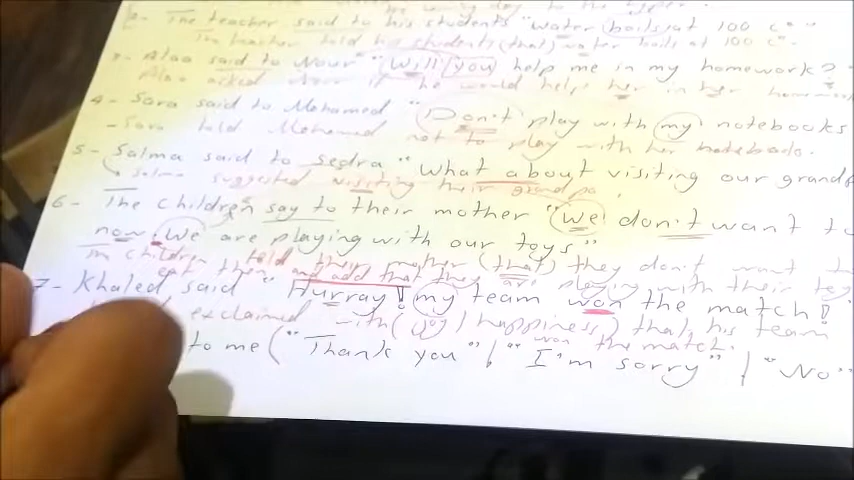 2- The teacher said to his students "water boils at 100 c°"
The teacher told his students (that) water boils at 100 c°.
3- Alaa said to Nour "Will you help me in my homework?"
Alaa asked Nour if he would help her in her homework
4- Sara said to Mohamed "Don't play with my notebooks
- Sara told Mohamed not to play with her notebooks.
5- Salma said to Sedra "What about visiting our grandp
- Salma suggested visiting their grandpa
6- The children say to their mother "we don't want to
now. We are playing with our toys"
The children told their mother (that) they don't want
eat then and add that they are playing with their toy
7- Khaled said "Hurray! my team won the match!
exclaimed with (joy) happiness) that his team
won the match.
to me ("Thank you" / "I'm sorry" / "No"